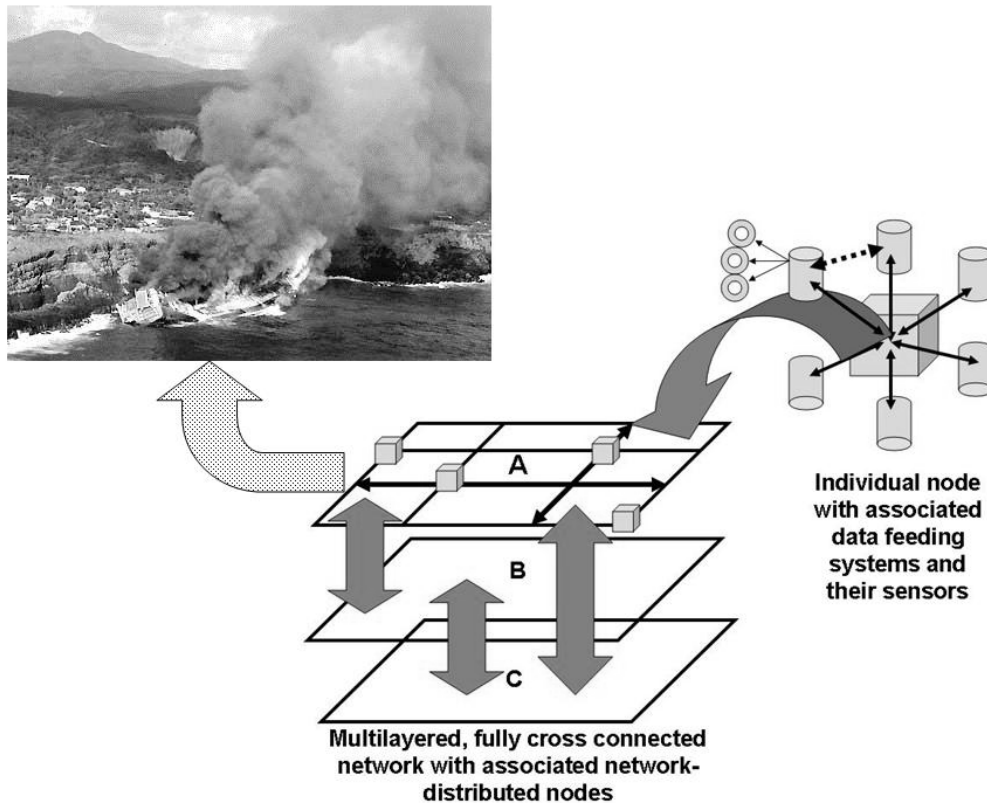 A
B
C
Individual node
with associated
data feeding
systems and
their sensors
Multilayered, fully cross connected
network with associated network-
distributed nodes